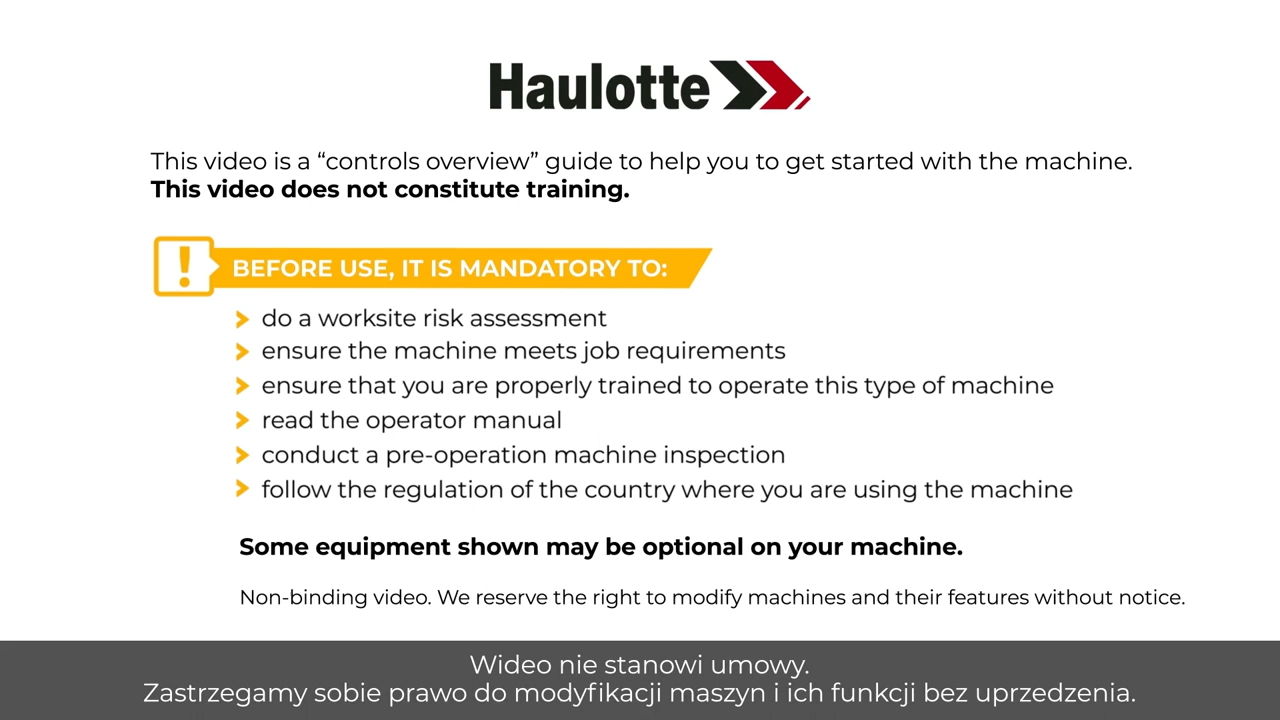 Haulotte
This video is a “controls overview” guide to help you to get started with the machine.
This video does not constitute training.
! BEFORE USE, IT IS MANDATORY TO:
do a worksite risk assessment
ensure the machine meets job requirements
ensure that you are properly trained to operate this type of machine
read the operator manual
conduct a pre-operation machine inspection
follow the regulation of the country where you are using the machine
Some equipment shown may be optional on your machine.
Non-binding video. We reserve the right to modify machines and their features without notice.
Wideo nie stanowi umowy.
Zastrzegamy sobie prawo do modyfikacji maszyn i ich funkcji bez uprzedzenia.